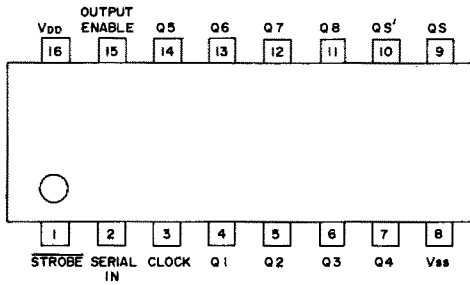 OUTPUT
VDD ENABLE Q5 Q6 Q7 Q8 QS' QS
16 15 14 13 12 11 10 9
1 2 3 4 5 6 7 8
STROBE SERIAL CLOCK Q1 Q2 Q3 Q4 Vss
IN